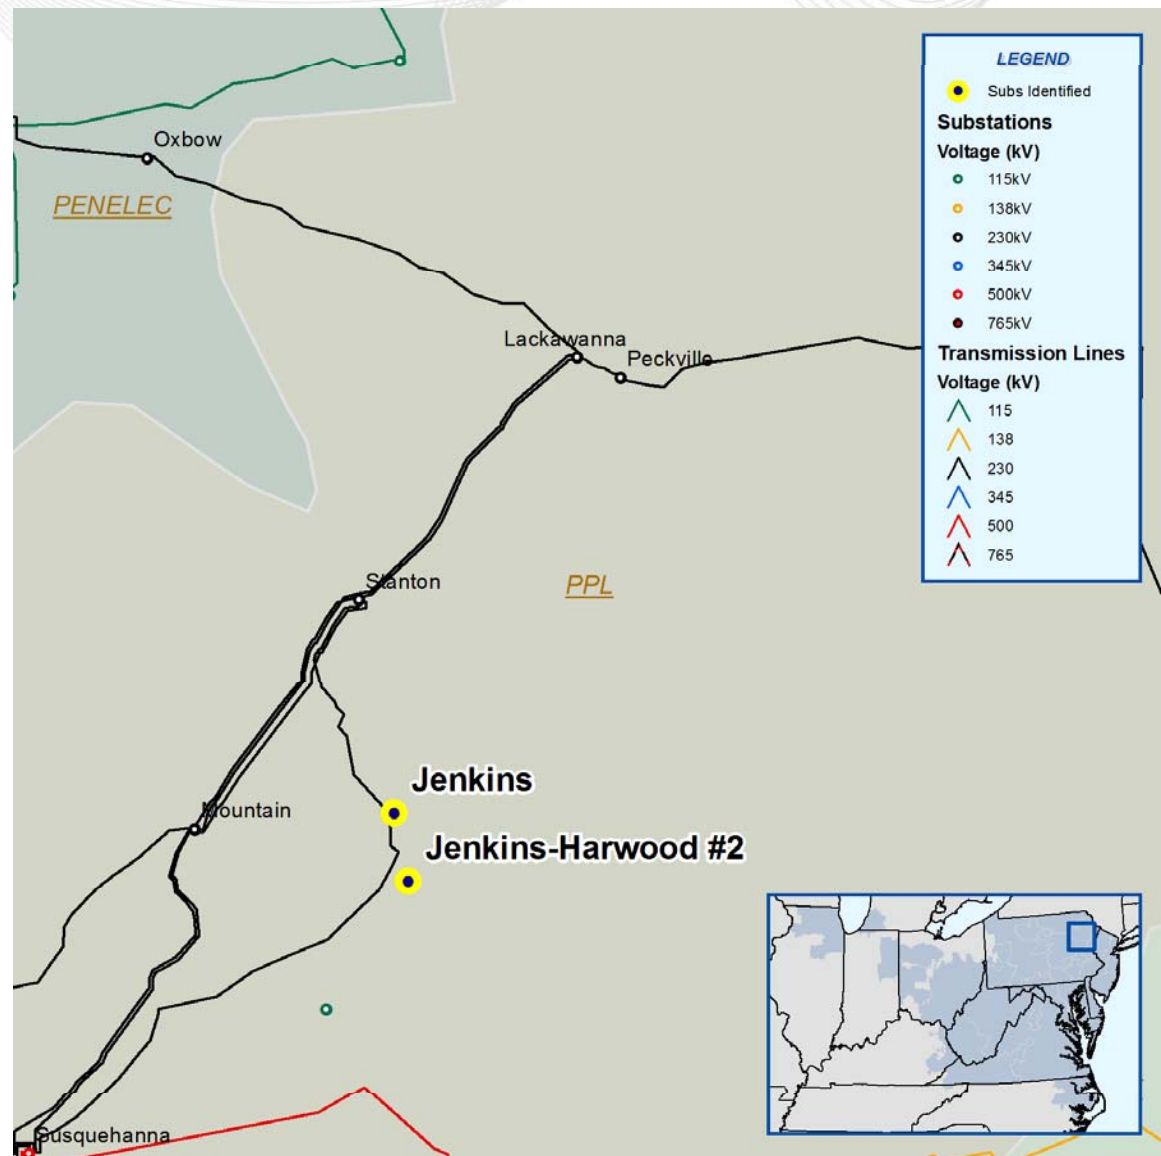 LEGEND
Subs Identified
Substations
Voltage (kV)
115kV
138kV
230kV
345kV
500kV
765kV
Transmission Lines
Voltage (kV)
115
138
230
345
500
765
Oxbow
PENELEC
Lackawanna
Peckville
Stanton
PPL
Jenkins
Mountain
Jenkins-Harwood #2
Susquehanna